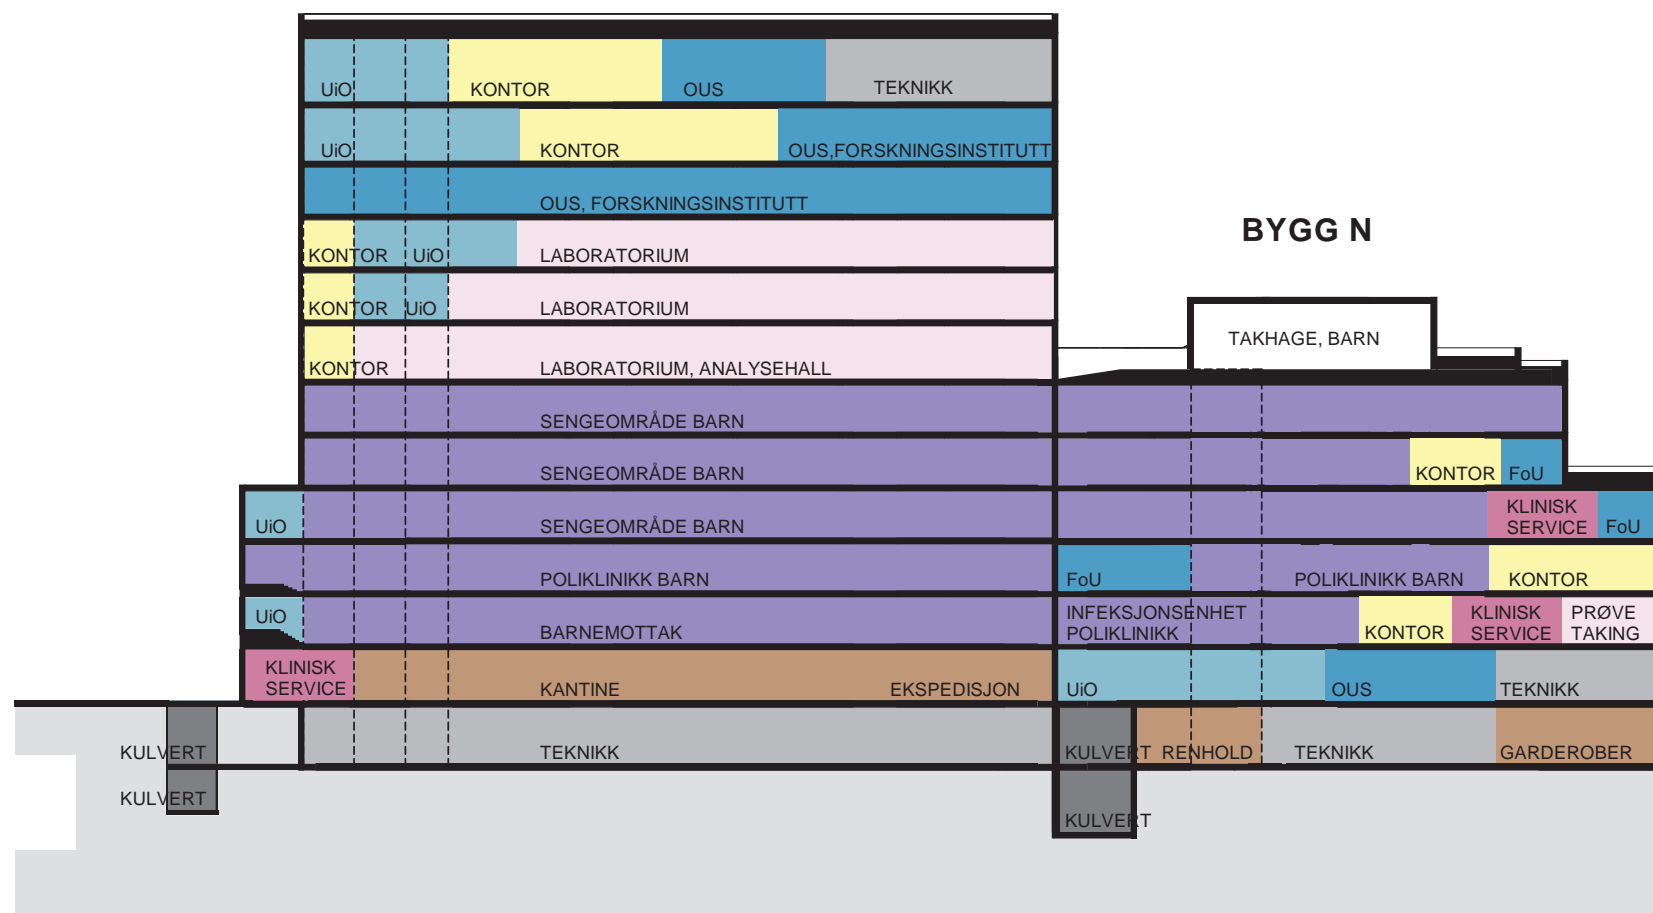 UiO KONTOR OUS TEKNIKK
UiO KONTOR OUS,FORSKNINGSINSTITUTT
OUS, FORSKNINGSINSTITUTT
BYGG N
KONTOR UiO LABORATORIUM
KONTOR UiO LABORATORIUM
TAKHAGE, BARN
KONTOR LABORATORIUM, ANALYSEHALL
SENGEOMRÅDE BARN
SENGEOMRÅDE BARN KONTOR FoU
UiO SENGEOMRÅDE BARN KLINISK
SERVICE FoU
POLIKLINIKK BARN FoU POLIKLINIKK BARN KONTOR
UiO BARNEMOTTAK INFEKSJONSENHET
POLIKLINIKK KONTOR KLINISK
SERVICE PRØVE
TAKING
KLINISK
SERVICE KANTINE EKSPEDISJON UiO OUS TEKNIKK
KULVERT TEKNIKK KULVERT RENHOLD TEKNIKK GARDEROBER
KULVERT
KULVERT